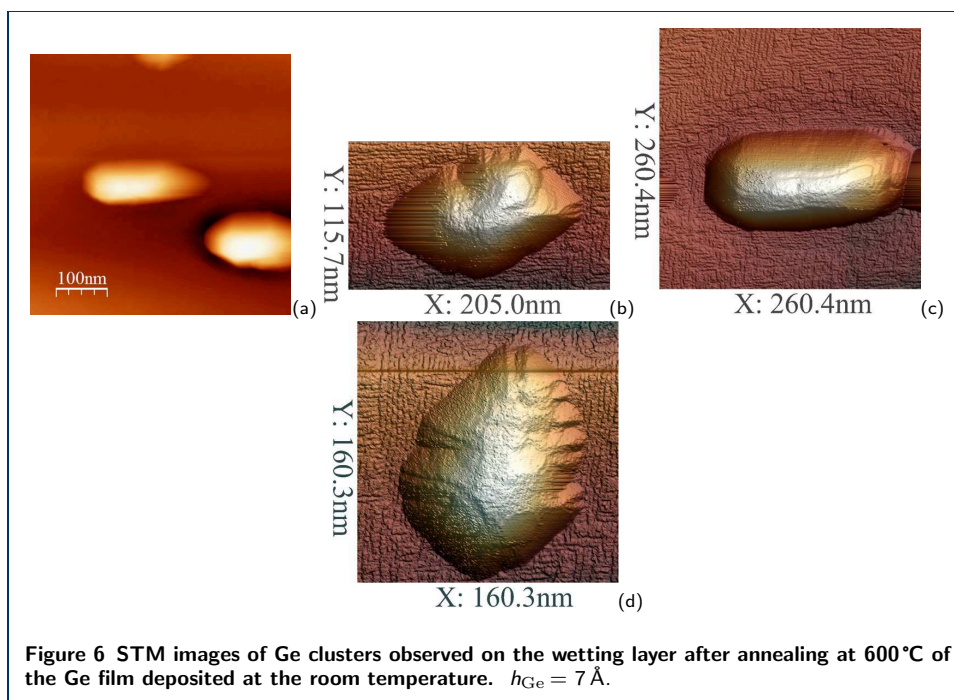 100nm
(a)
Y: 115.7nm
X: 205.0nm
(b)
Y: 260.4nm
X: 260.4nm
(c)
Y: 160.3nm
X: 160.3nm
(d)
Figure 6 STM images of Ge clusters observed on the wetting layer after annealing at 600°C of
the Ge film deposited at the room temperature. hGe = 7 Å.